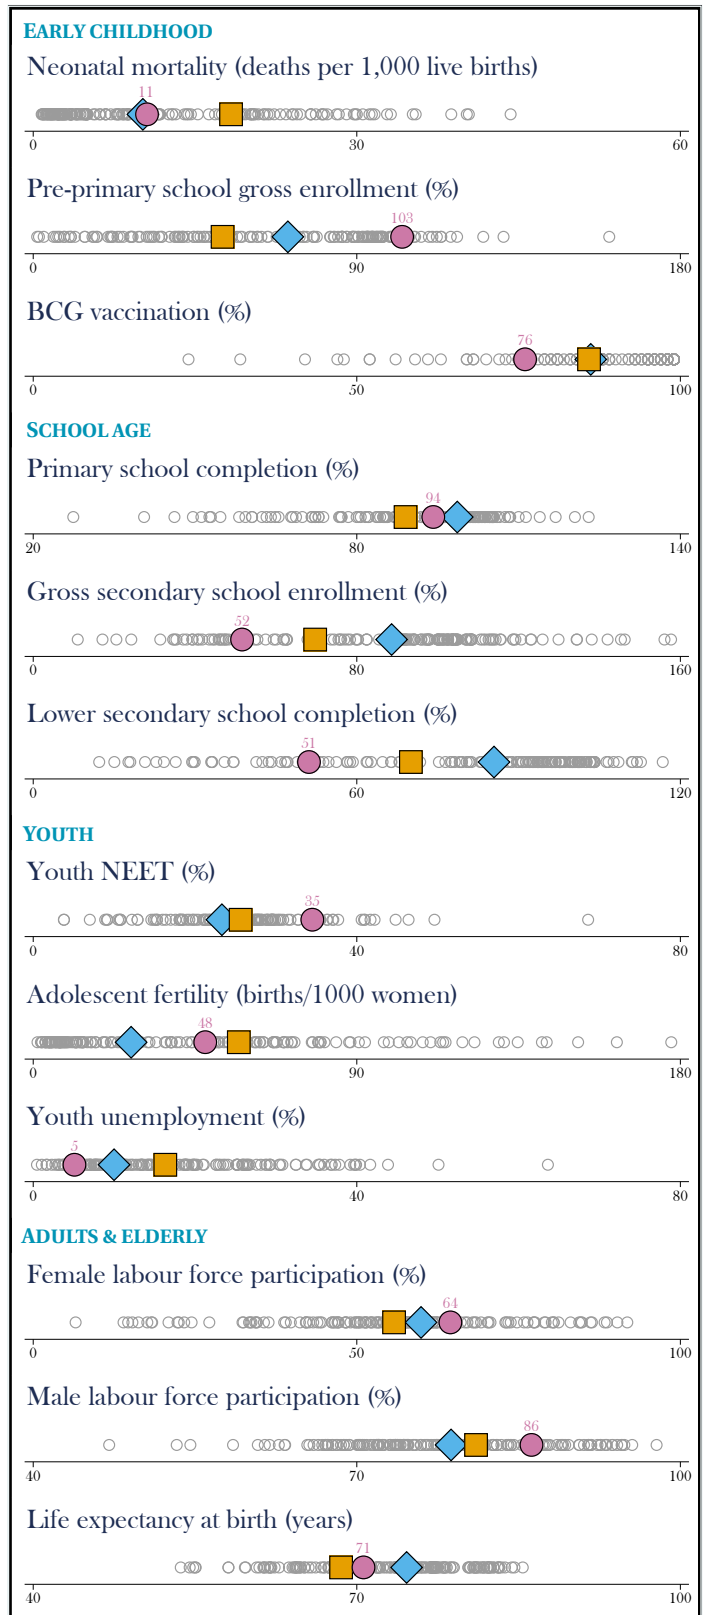 EARLY CHILDHOOD
Neonatal mortality (deaths per 1,000 live births)
11
0 30 60
Pre-primary school gross enrollment (%)
103
0 90 180
BCG vaccination (%)
76
0 50 100
SCHOOL AGE
Primary school completion (%)
94
20 80 140
Gross secondary school enrollment (%)
52
0 80 160
Lower secondary school completion (%)
51
0 60 120
YOUTH
Youth NEET (%)
35
0 40 80
Adolescent fertility (births/1000 women)
48
0 90 180
Youth unemployment (%)
5
0 40 80
ADULTS & ELDERLY
Female labour force participation (%)
64
0 50 100
Male labour force participation (%)
86
40 70 100
Life expectancy at birth (years)
71
40 70 100